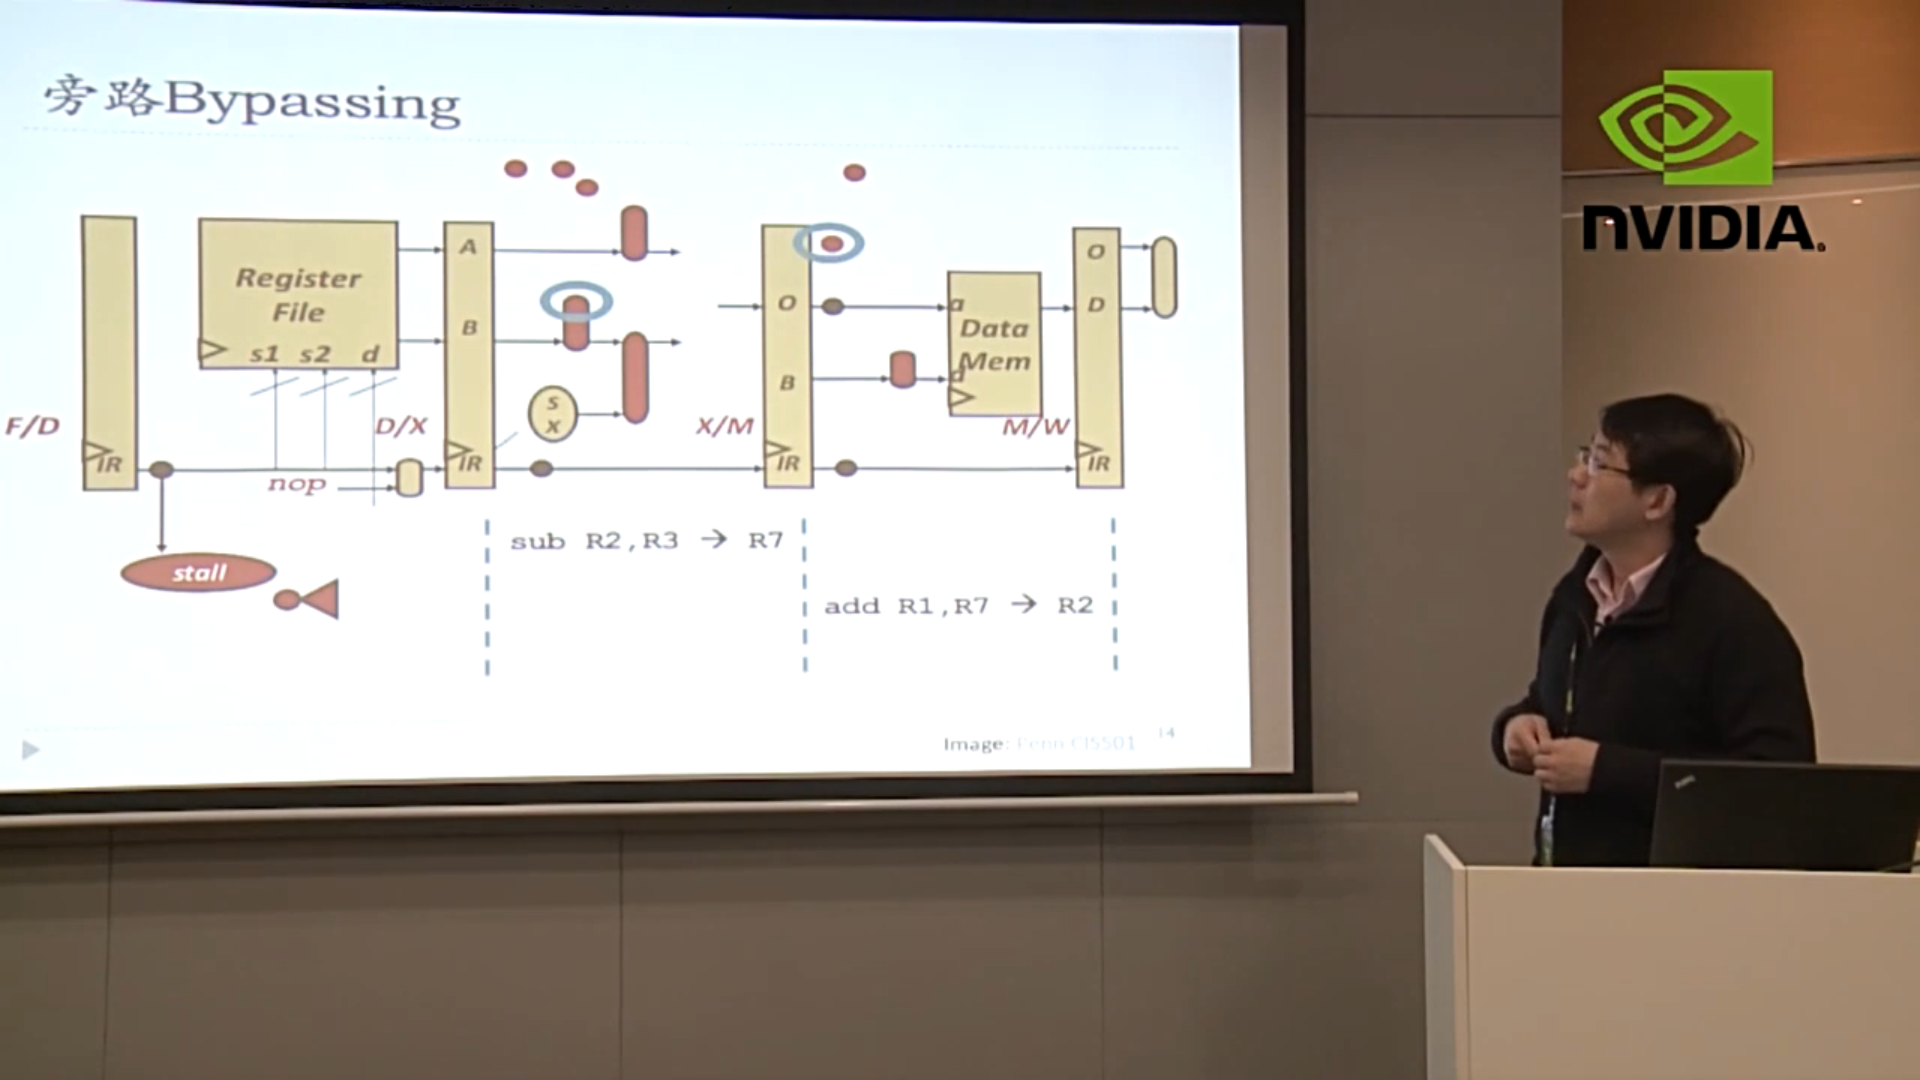 旁路Bypassing
NVIDIA.
Register
File
s1 s2 d
A
B
O
B
O
D
a
Data
Mem
d
S
X
F/D
D/X
X/M
M/W
IR
IR
IR
IR
nop
stall
sub R2,R3 → R7
add R1,R7 → R2
Image: Penn CIS501
14